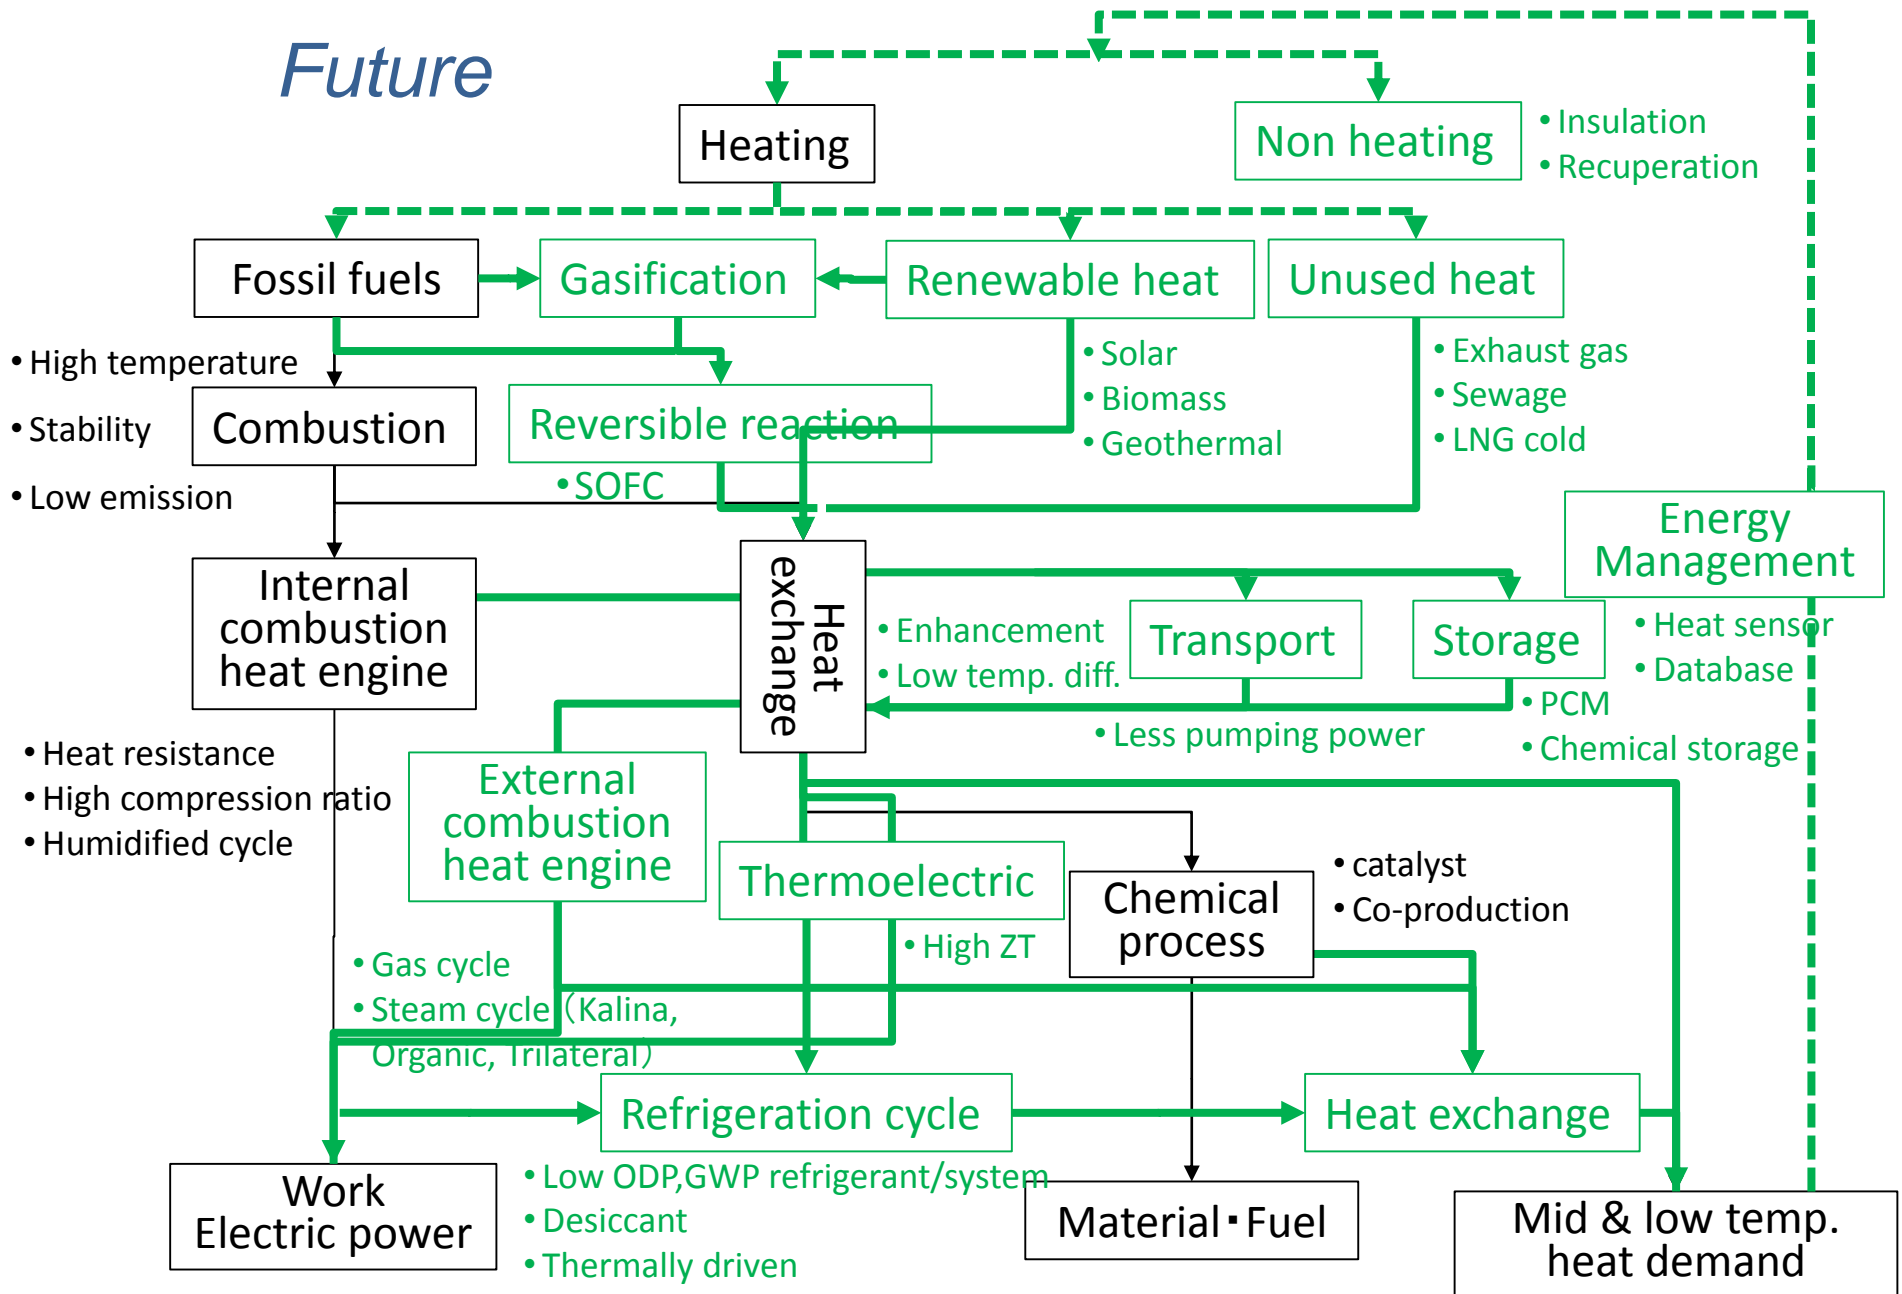 Future
Heating
Non heating
• Insulation
• Recuperation
Fossil fuels
Gasification
Renewable heat
Unused heat
• High temperature
• Stability
• Low emission
Combustion
Reversible reaction
• SOFC
• Solar
• Biomass
• Geothermal
• Exhaust gas
• Sewage
• LNG cold
Energy
Management
• Heat sensor
• Database
Internal
combustion
heat engine
Heat
exchange
• Enhancement
• Low temp. diff.
Transport
Storage
• Less pumping power
• PCM
• Chemical storage
• Heat resistance
• High compression ratio
• Humidified cycle
External
combustion
heat engine
Thermoelectric
• High ZT
Chemical
process
• catalyst
• Co-production
• Gas cycle
• Steam cycle（Kalina,
Organic, Trilateral）
Refrigeration cycle
Heat exchange
• Low ODP,GWP refrigerant/system
• Desiccant
• Thermally driven
Work
Electric power
Material・Fuel
Mid & low temp.
heat demand